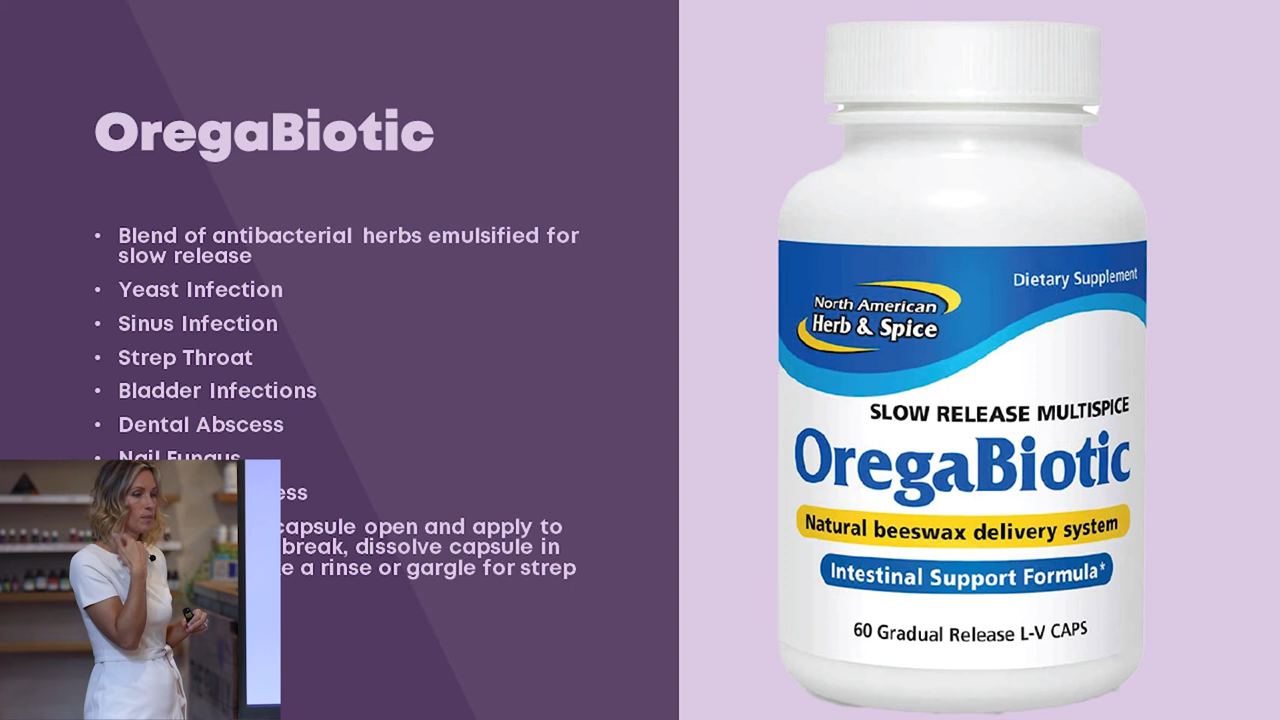 OregaBiotic
• Blend of antibacterial herbs emulsified for
slow release
• Yeast Infection
• Sinus Infection
• Strep Throat
• Bladder Infections
• Dental Abscess
• Nail Fungus
ess
capsule open and apply to
break, dissolve capsule in
e a rinse or gargle for strep
Dietary Supplement
North American
Herb & Spice
SLOW RELEASE MULTISPICE
OregaBiotic
Natural beeswax delivery system
Intestinal Support Formula*
60 Gradual Release L-V CAPS